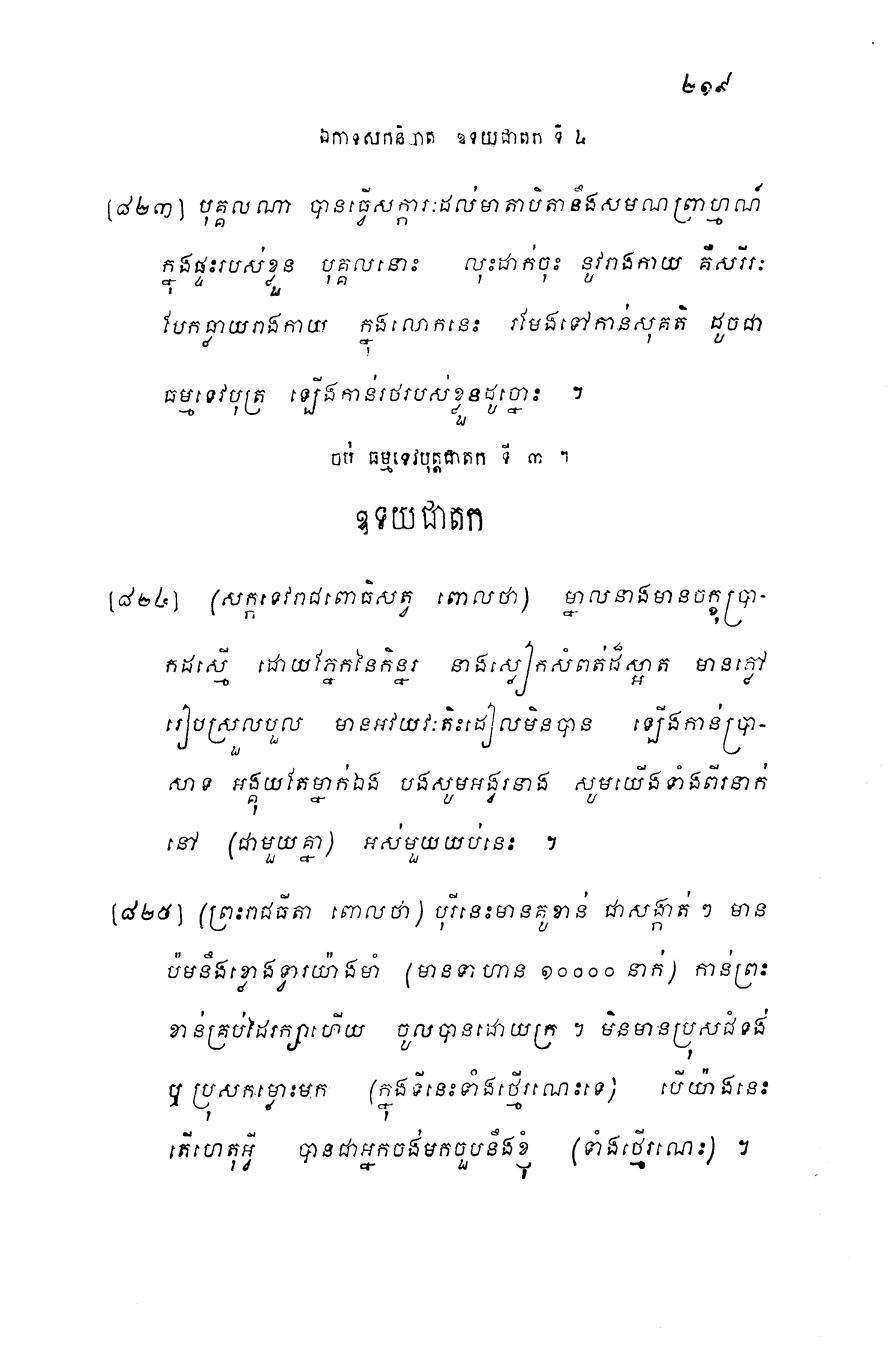 ២១៩
ឯកាទសកនិបាត ឧទយជាតក ទី ៤
[៨២៣] បុគ្គលណា បានធ្វើសក្ការៈដល់មាតាបិតានឹងសមណព្រាហ្មណ៍
ក្នុងផ្ទះរបស់ខ្លួន បុគ្គលនោះ លុះដាក់ចុះ នូវរាងកាយ គឺសរីរៈ
បែកធ្លាយរាងកាយ ក្នុងលោកនេះ រមែងទៅកាន់សុគតិ ដូចជា
ធម្មទេវបុត្រ ឡើងកាន់រថរបស់ខ្លួនដូច្នោះ ។
ចប់ ធម្មទេវបុត្តជាតក ទី ៣ ។
ឧទយជាតក
[៨២៤] (សក្កទេវរាជពោធិសត្វ ពោលថា) ម្នាលនាងមានចក្ខុប្រា-
កដស្មើ ដោយភ្នែកនៃកិន្នរ នាងស្លៀកសំពត់ដ៏ស្អាត មានភ្លៅ
រៀបស្រួលបួល មានអវយវៈតិះដៀលមិនបាន ឡើងកាន់ប្រា-
សាទ អង្គុយតែម្នាក់ឯង បងសូមអង្វរនាង សូមយើងទាំងពីរនាក់
នៅ (ជាមួយគ្នា) អស់មួយយប់នេះ ។
[៨២៥] (ព្រះរាជធីតា ពោលថា) បុរីនេះមានគូខាន់ ជាសង្កាត់ ៗ មាន
ប៉មនឹងខ្លោងទ្វារយ៉ាងមាំ (មានទាហាន ១០០០០ នាក់) កាន់ព្រះ
ខាន់គ្រប់ដៃរក្សាហើយ ចូលបានដោយក្រ ។ មិនមានប្រុសជំទង់
ឬ ប្រុសកម្លោះមក (ក្នុងទីនេះទាំងថ្មើរណេះទេ) បើយ៉ាងនេះ
តើហេតុអ្វី បានជាអ្នកចង់មកចួបនឹងខ្ញុំ (ទាំងថ្មើរណេះ) ។